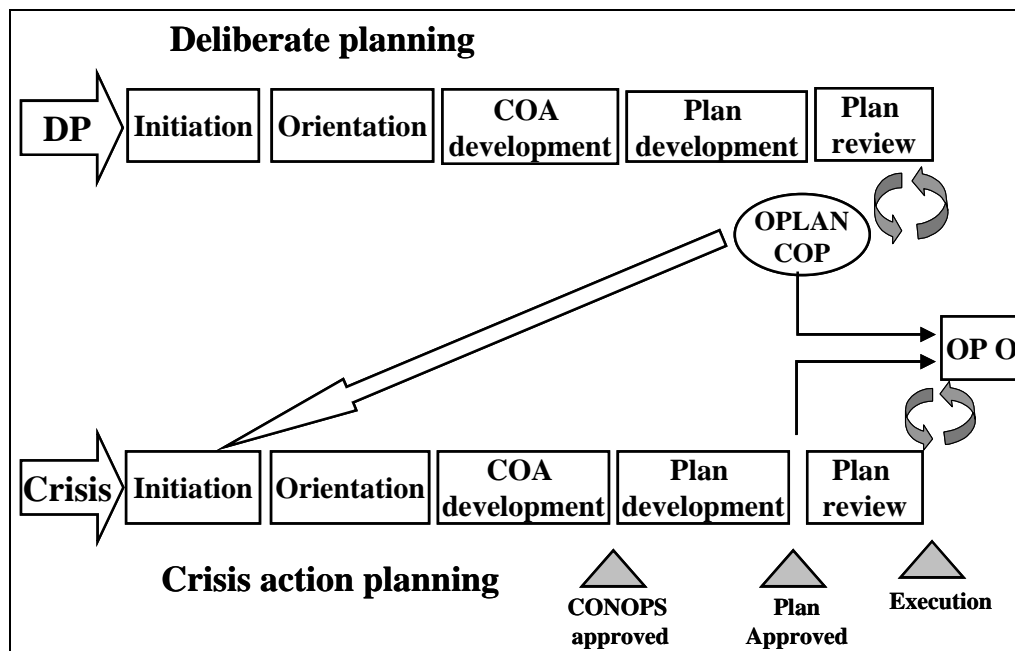 Deliberate planning
DP
Initiation
Orientation
COA
development
Plan
development
Plan
review
OPLAN
COP
OP O
Crisis
Initiation
Orientation
COA
development
Plan
development
Plan
review
Crisis action planning
CONOPS
approved
Plan
Approved
Execution